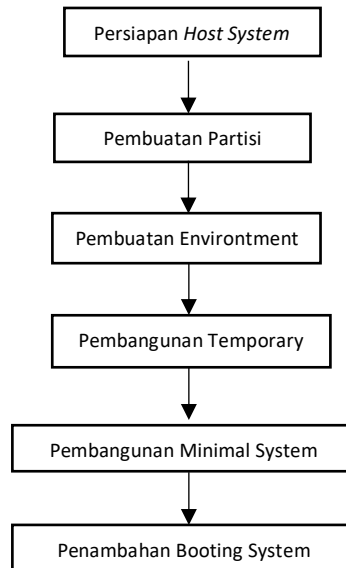 Persiapan Host System
Pembuatan Partisi
Pembuatan Environtment
Pembangunan Temporary
Pembangunan Minimal System
Penambahan Booting System